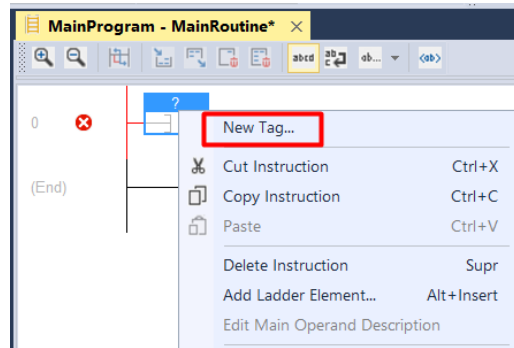 MainProgram - MainRoutine* ×
abcd ab c ab... <ab>
?
0
New Tag...
Cut Instruction Ctrl+X
(End)
Copy Instruction Ctrl+C
Paste Ctrl+V
Delete Instruction Supr
Add Ladder Element... Alt+Insert
Edit Main Operand Description